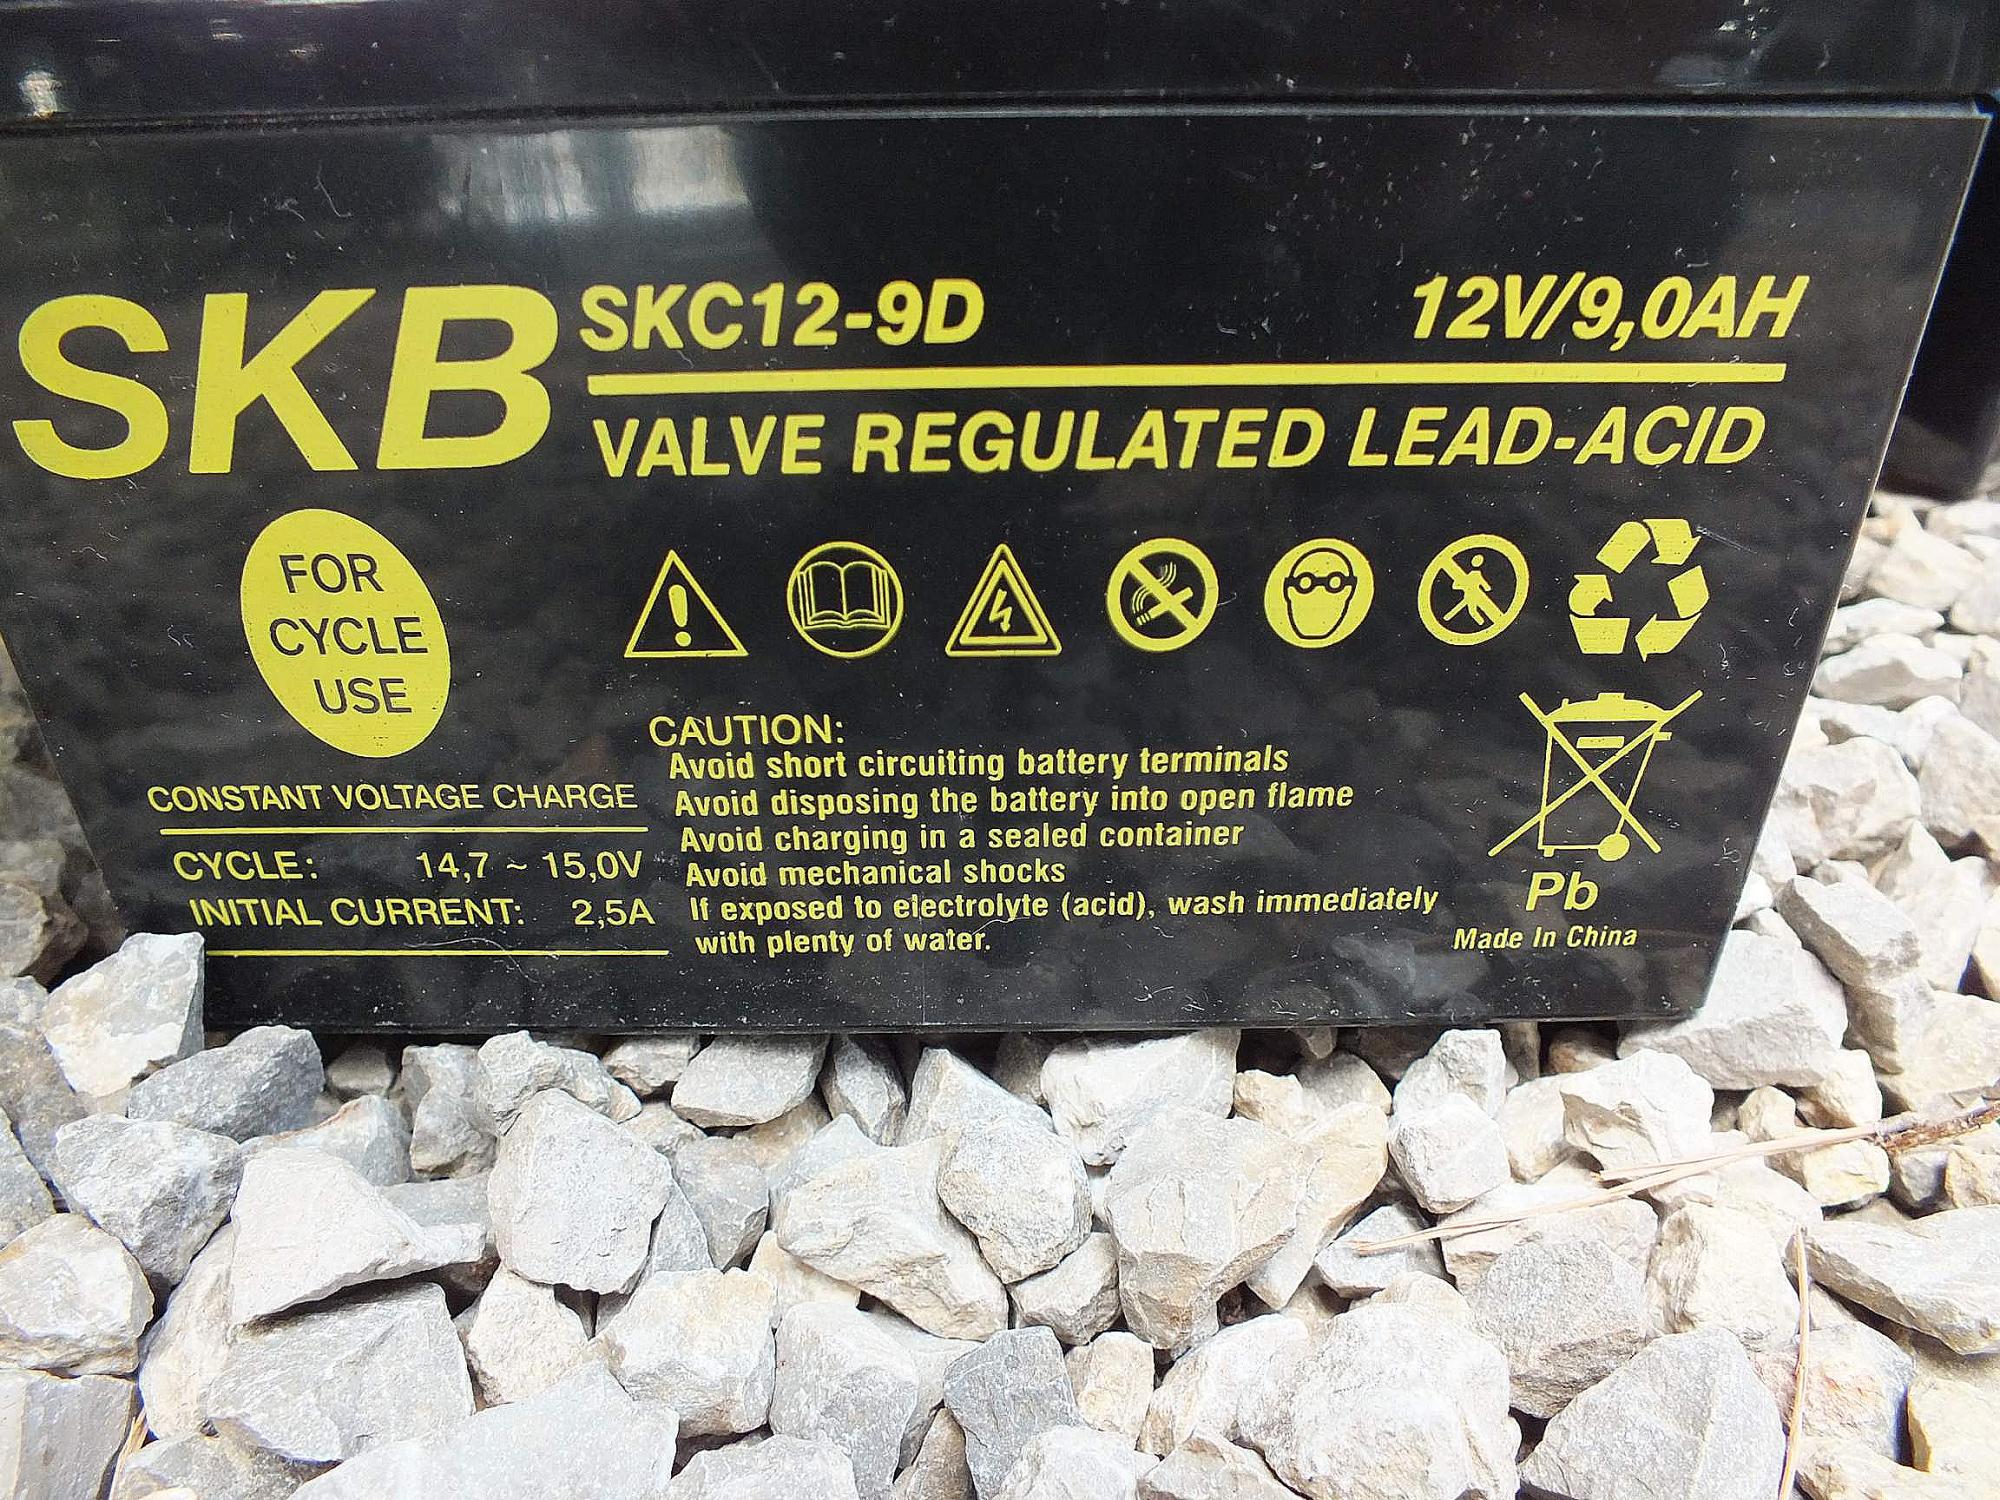 SKB
SKC12-9D 12V/9,0AH
VALVE REGULATED LEAD-ACID
FOR
CYCLE
USE
CONSTANT VOLTAGE CHARGE
CYCLE: 14,7 ~ 15,0V
INITIAL CURRENT: 2,5A
CAUTION:
Avoid short circuiting battery terminals
Avoid disposing the battery into open flame
Avoid charging in a sealed container
Avoid mechanical shocks
If exposed to electrolyte (acid), wash immediately
with plenty of water.
Pb
Made In China